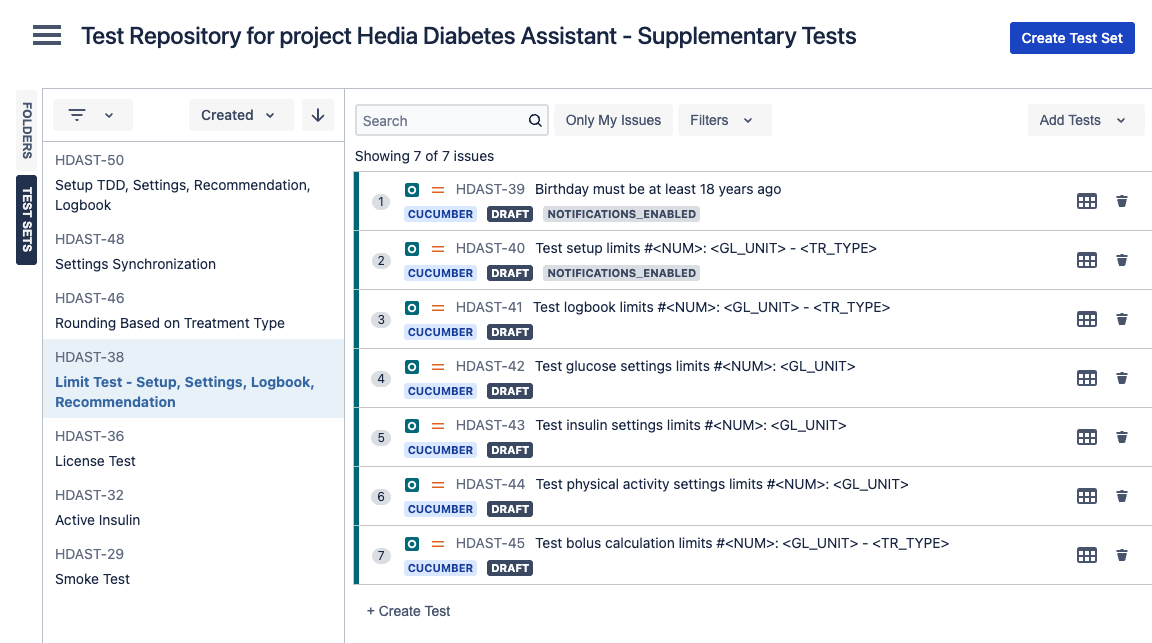 Test Repository for project Hedia Diabetes Assistant - Supplementary Tests
Create Test Set
FOLDERS
TEST SETS
Created
HDAST-50
Setup TDD, Settings, Recommendation,
Logbook
HDAST-48
Settings Synchronization
HDAST-46
Rounding Based on Treatment Type
HDAST-38
Limit Test - Setup, Settings, Logbook,
Recommendation
HDAST-36
License Test
HDAST-32
Active Insulin
HDAST-29
Smoke Test
Search
Only My Issues
Filters
Add Tests
Showing 7 of 7 issues
1 HDAST-39 Birthday must be at least 18 years ago
CUCUMBER DRAFT NOTIFICATIONS_ENABLED
2 HDAST-40 Test setup limits #<NUM>: <GL_UNIT> - <TR_TYPE>
CUCUMBER DRAFT NOTIFICATIONS_ENABLED
3 HDAST-41 Test logbook limits #<NUM>: <GL_UNIT> - <TR_TYPE>
CUCUMBER DRAFT
4 HDAST-42 Test glucose settings limits #<NUM>: <GL_UNIT>
CUCUMBER DRAFT
5 HDAST-43 Test insulin settings limits #<NUM>: <GL_UNIT>
CUCUMBER DRAFT
6 HDAST-44 Test physical activity settings limits #<NUM>: <GL_UNIT>
CUCUMBER DRAFT
7 HDAST-45 Test bolus calculation limits #<NUM>: <GL_UNIT> - <TR_TYPE>
CUCUMBER DRAFT
+ Create Test